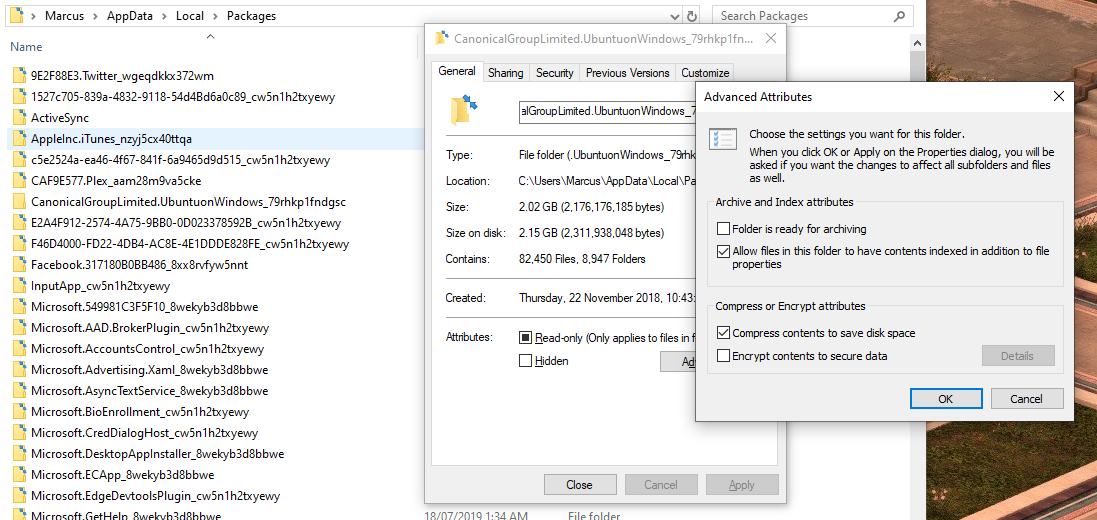 Marcus > AppData > Local > Packages
Search Packages
Name
9E2F88E3.Twitter_wgeqdkkx372wm
1527c705-839a-4832-9118-54d4Bd6a0c89_cw5n1h2txyewy
ActiveSync
AppleInc.iTunes_nzyj5cx40ttqa
c5e2524a-ea46-4f67-841f-6a9465d9d515_cw5n1h2txyewy
CAF9E577.Plex_aam28m9va5cke
CanonicalGroupLimited.UbuntuonWindows_79rhkp1fndgsc
E2A4F912-2574-4A75-9BB0-0D023378592B_cw5n1h2txyewy
F46D4000-FD22-4DB4-AC8E-4E1DDDE828FE_cw5n1h2txyewy
Facebook.317180B0BB486_8xx8rvfyw5nnt
InputApp_cw5n1h2txyewy
Microsoft.549981C3F5F10_8wekyb3d8bbwe
Microsoft.AAD.BrokerPlugin_cw5n1h2txyewy
Microsoft.AccountsControl_cw5n1h2txyewy
Microsoft.Advertising.Xaml_8wekyb3d8bbwe
Microsoft.AsyncTextService_8wekyb3d8bbwe
Microsoft.BioEnrollment_cw5n1h2txyewy
Microsoft.CredDialogHost_cw5n1h2txyewy
Microsoft.DesktopAppInstaller_8wekyb3d8bbwe
Microsoft.ECApp_8wekyb3d8bbwe
Microsoft.EdgeDevtoolsPlugin_cw5n1h2txyewy
Microsoft.GetHelp_8wekyb3d8bbwe
18/07/2019 1:34 AM
File folder
CanonicalGroupLimited.UbuntuonWindows_79rhkp1fn...
General
Sharing
Security
Previous Versions
Customize
alGroupLimited.UbuntuonWindows_79
Type:
File folder (.UbuntuonWindows_79rhk
Location:
C:\Users\Marcus\AppData\Local\Pa
Size:
2.02 GB (2,176,176,185 bytes)
Size on disk:
2.15 GB (2,311,938,048 bytes)
Contains:
82,450 Files, 8,947 Folders
Created:
Thursday, 22 November 2018, 10:43:
Attributes:
Read-only (Only applies to files in f
Hidden
Ad
Close
Cancel
Apply
Advanced Attributes
Choose the settings you want for this folder.
When you click OK or Apply on the Properties dialog, you will be
asked if you want the changes to affect all subfolders and files
as well.
Archive and Index attributes
Folder is ready for archiving
Allow files in this folder to have contents indexed in addition to file
properties
Compress or Encrypt attributes
Compress contents to save disk space
Encrypt contents to secure data
Details
OK
Cancel